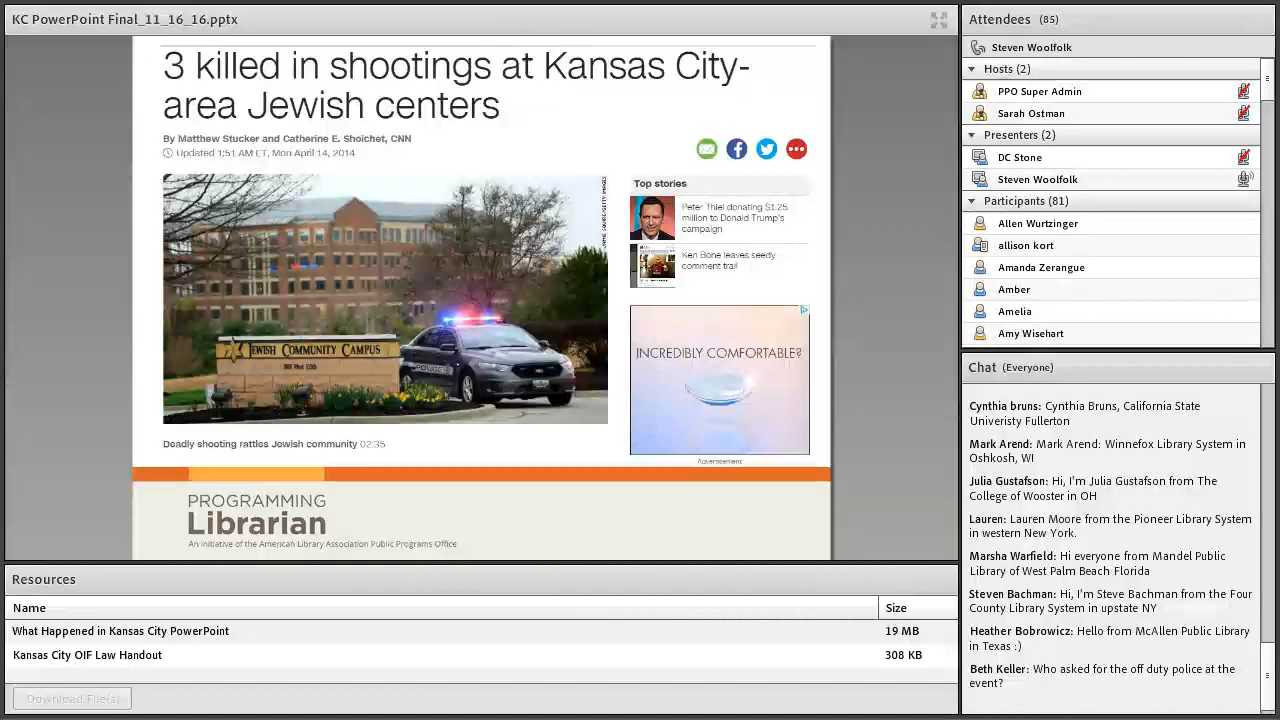 KC PowerPoint Final_11_16_16.pptx
3 killed in shootings at Kansas City-
area Jewish centers
By Matthew Stucker and Catherine E. Shoichet, CNN
Updated 1:51 AM ET, Mon April 14, 2014
Top stories
Peter Thiel donating $1.25
million to Donald Trump's
campaign
Ken Bone leaves seedy
comment trail
JEWISH COMMUNITY CAMPUS
POLICE
INCREDIBLY COMFORTABLE?
Advertisement
Deadly shooting rattles Jewish community 02:35
PROGRAMMING
Librarian
An initiative of the American Library Association Public Programs Office
Resources
Name
Size
What Happened in Kansas City PowerPoint
19 MB
Kansas City OIF Law Handout
308 KB
Download File(s)
Attendees (85)
Steven Woolfolk
Hosts (2)
PPO Super Admin
Sarah Ostman
Presenters (2)
DC Stone
Steven Woolfolk
Participants (81)
Allen Wurtzinger
allison kort
Amanda Zerangue
Amber
Amelia
Amy Wisehart
Chat (Everyone)
Cynthia bruns: Cynthia Bruns, California State
Univeristy Fullerton
Mark Arend: Mark Arend: Winnefox Library System in
Oshkosh, WI
Julia Gustafson: Hi, I'm Julia Gustafson from The
College of Wooster in OH
Lauren: Lauren Moore from the Pioneer Library System
in western New York.
Marsha Warfield: Hi everyone from Mandel Public
Library of West Palm Beach Florida
Steven Bachman: Hi, I'm Steve Bachman from the Four
County Library System in upstate NY
Heather Bobrowicz: Hello from McAllen Public Library
in Texas :)
Beth Keller: Who asked for the off duty police at the
event?